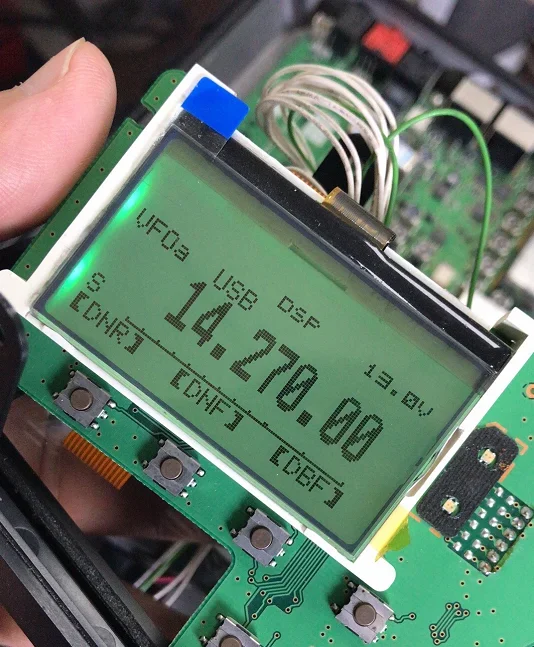 VFOa USB DSP 13.0V
14.270.00
S
[DNR] [DNF] [DBF]